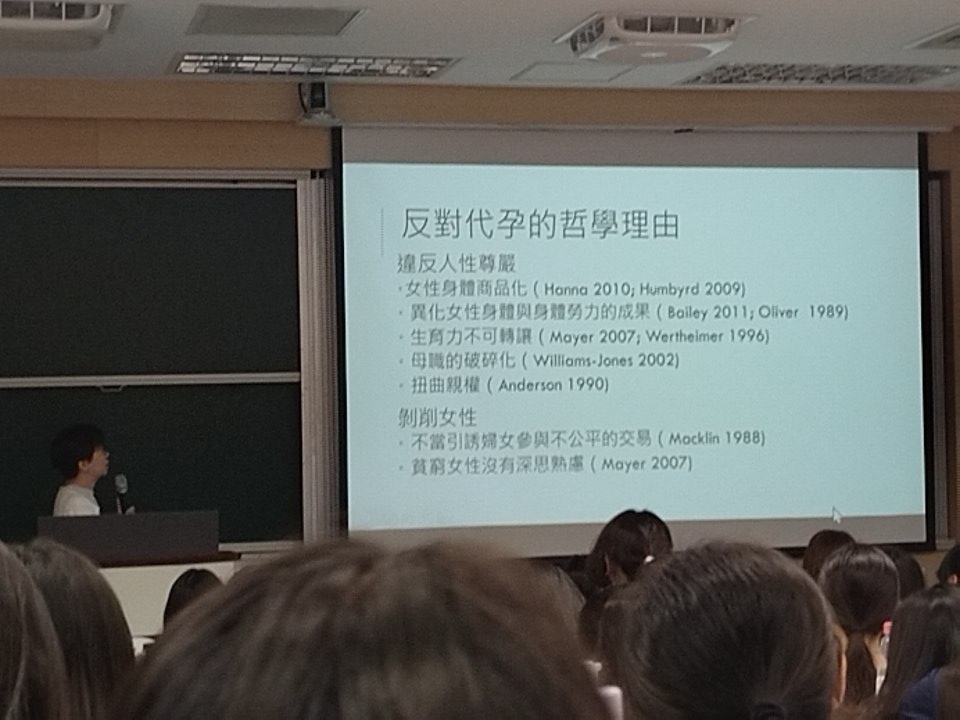 反對代孕的哲學理由
違反人性尊嚴
·女性身體商品化 ( Hanna 2010; Humbyrd 2009)
· 異化女性身體與身體勞力的成果 ( Bailey 2011; Oliver 1989)
· 生育力不可轉讓 ( Mayer 2007; Wertheimer 1996)
· 母職的破碎化 ( Williams-Jones 2002)
· 扭曲親權 ( Anderson 1990)
剝削女性
· 不當引誘婦女參與不公平的交易 ( Macklin 1988)
· 貧窮女性沒有深思熟慮 ( Mayer 2007)